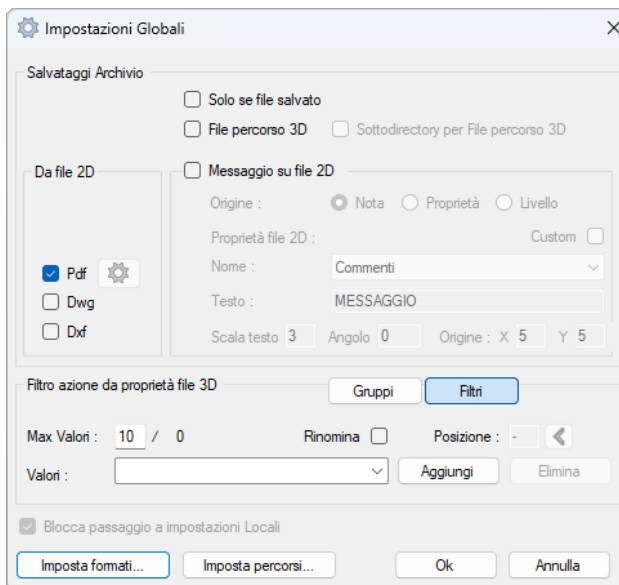 Impostazioni Globali
Salvataggi Archivio
Solo se file salvato
File percorso 3D Sottodirectory per File percorso 3D
Da file 2D Messaggio su file 2D
Origine : Nota Proprietà Livello
Proprietà file 2D : Custom
Pdf Nome : Commenti
Dwg Testo : MESSAGGIO
Dxf Scala testo 3 Angolo 0 Origine : X 5 Y 5
Filtro azione da proprietà file 3D Gruppi Filtri
Max Valori : 10 / 0 Rinomina Posizione : -
Valori : Aggiungi Elimina
Blocca passaggio a impostazioni Locali
Imposta formati... Imposta percorsi... Ok Annulla